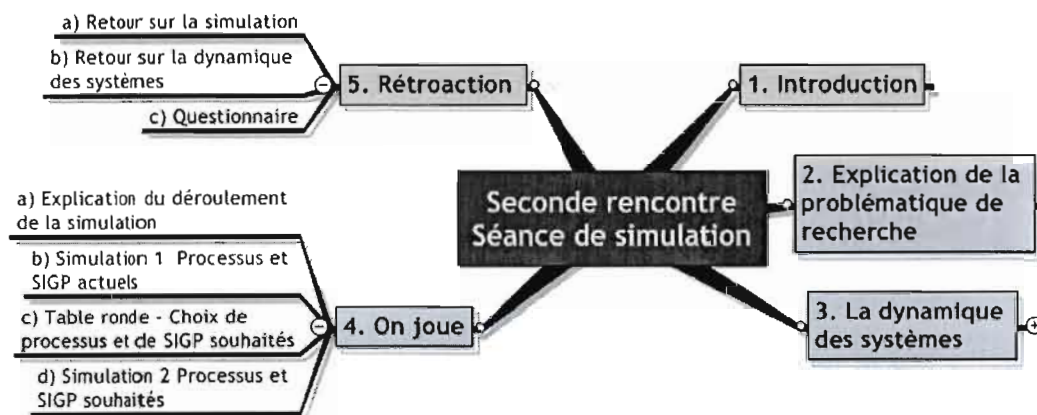 Seconde rencontre
Séance de simulation
1. Introduction
2. Explication de la
problématique de
recherche
3. La dynamique
des systèmes
4. On joue
a) Explication du déroulement
de la simulation
b) Simulation 1 Processus et
SIGP actuels
c) Table ronde - Choix de
processus et de SIGP souhaités
d) Simulation 2 Processus et
SIGP souhaités
5. Rétroaction
a) Retour sur la simulation
b) Retour sur la dynamique
des systèmes
c) Questionnaire